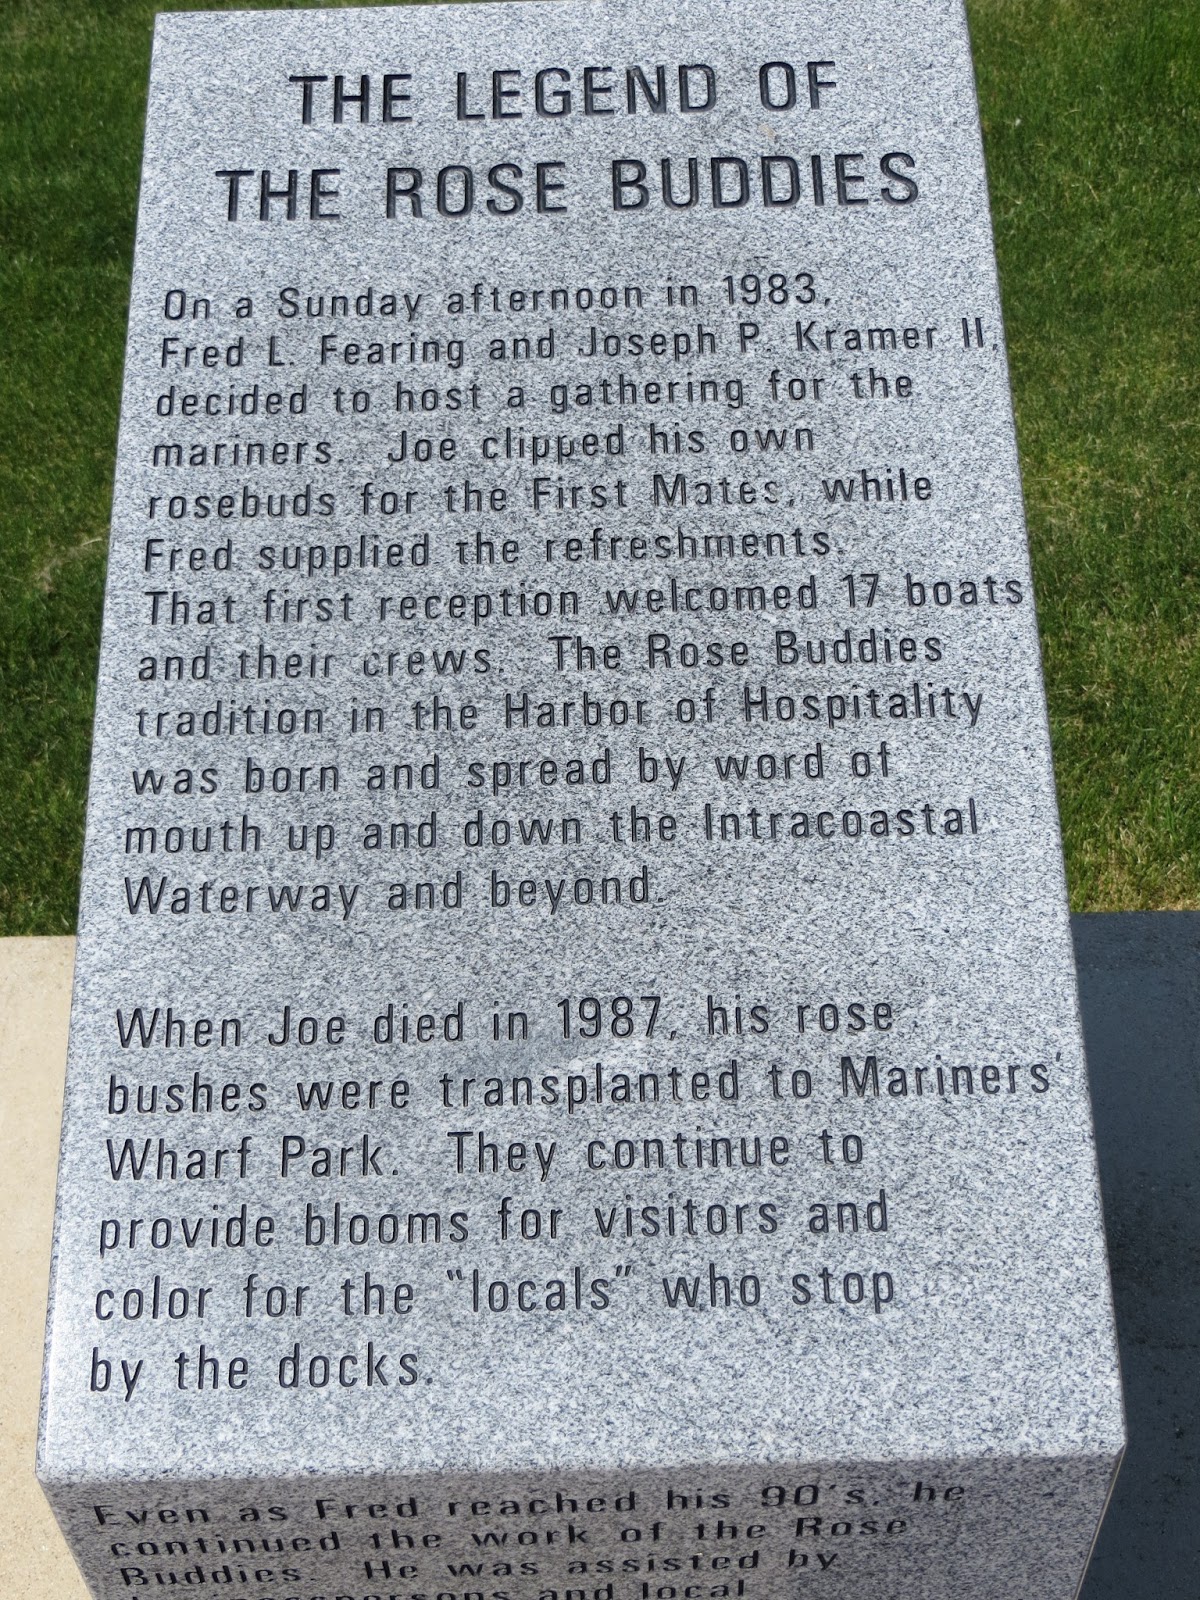 THE LEGEND OF
THE ROSE BUDDIES
On a Sunday afternoon in 1983,
Fred L. Fearing and Joseph P. Kramer II,
decided to host a gathering for the
mariners. Joe clipped his own
rosebuds for the First Mates, while
Fred supplied the refreshments.
That first reception welcomed 17 boats
and their crews. The Rose Buddies
tradition in the Harbor of Hospitality
was born and spread by word of
mouth up and down the Intracoastal
Waterway and beyond.
When Joe died in 1987, his rose
bushes were transplanted to Mariners'
Wharf Park. They continue to
provide blooms for visitors and
color for the "locals" who stop
by the docks.
Even as Fred reached his 90's, he
continued the work of the Rose
Buddies. He was assisted by
and local